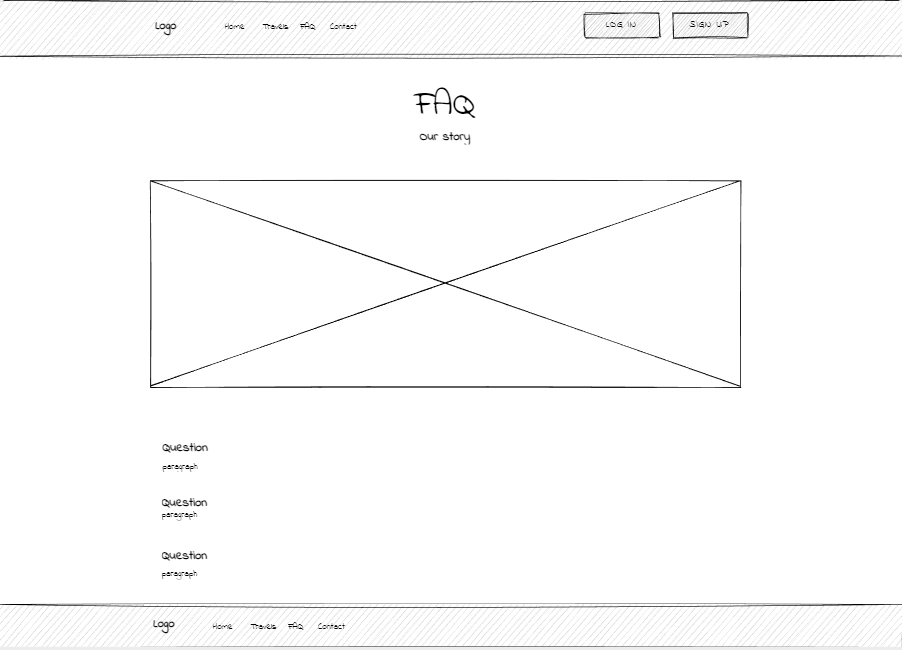 Logo Home Travels FAQ Contact LOG IN SIGN UP
FAQ
our story
Question
paragraph
Question
paragraph
Question
paragraph
Logo Home Travels FAQ Contact